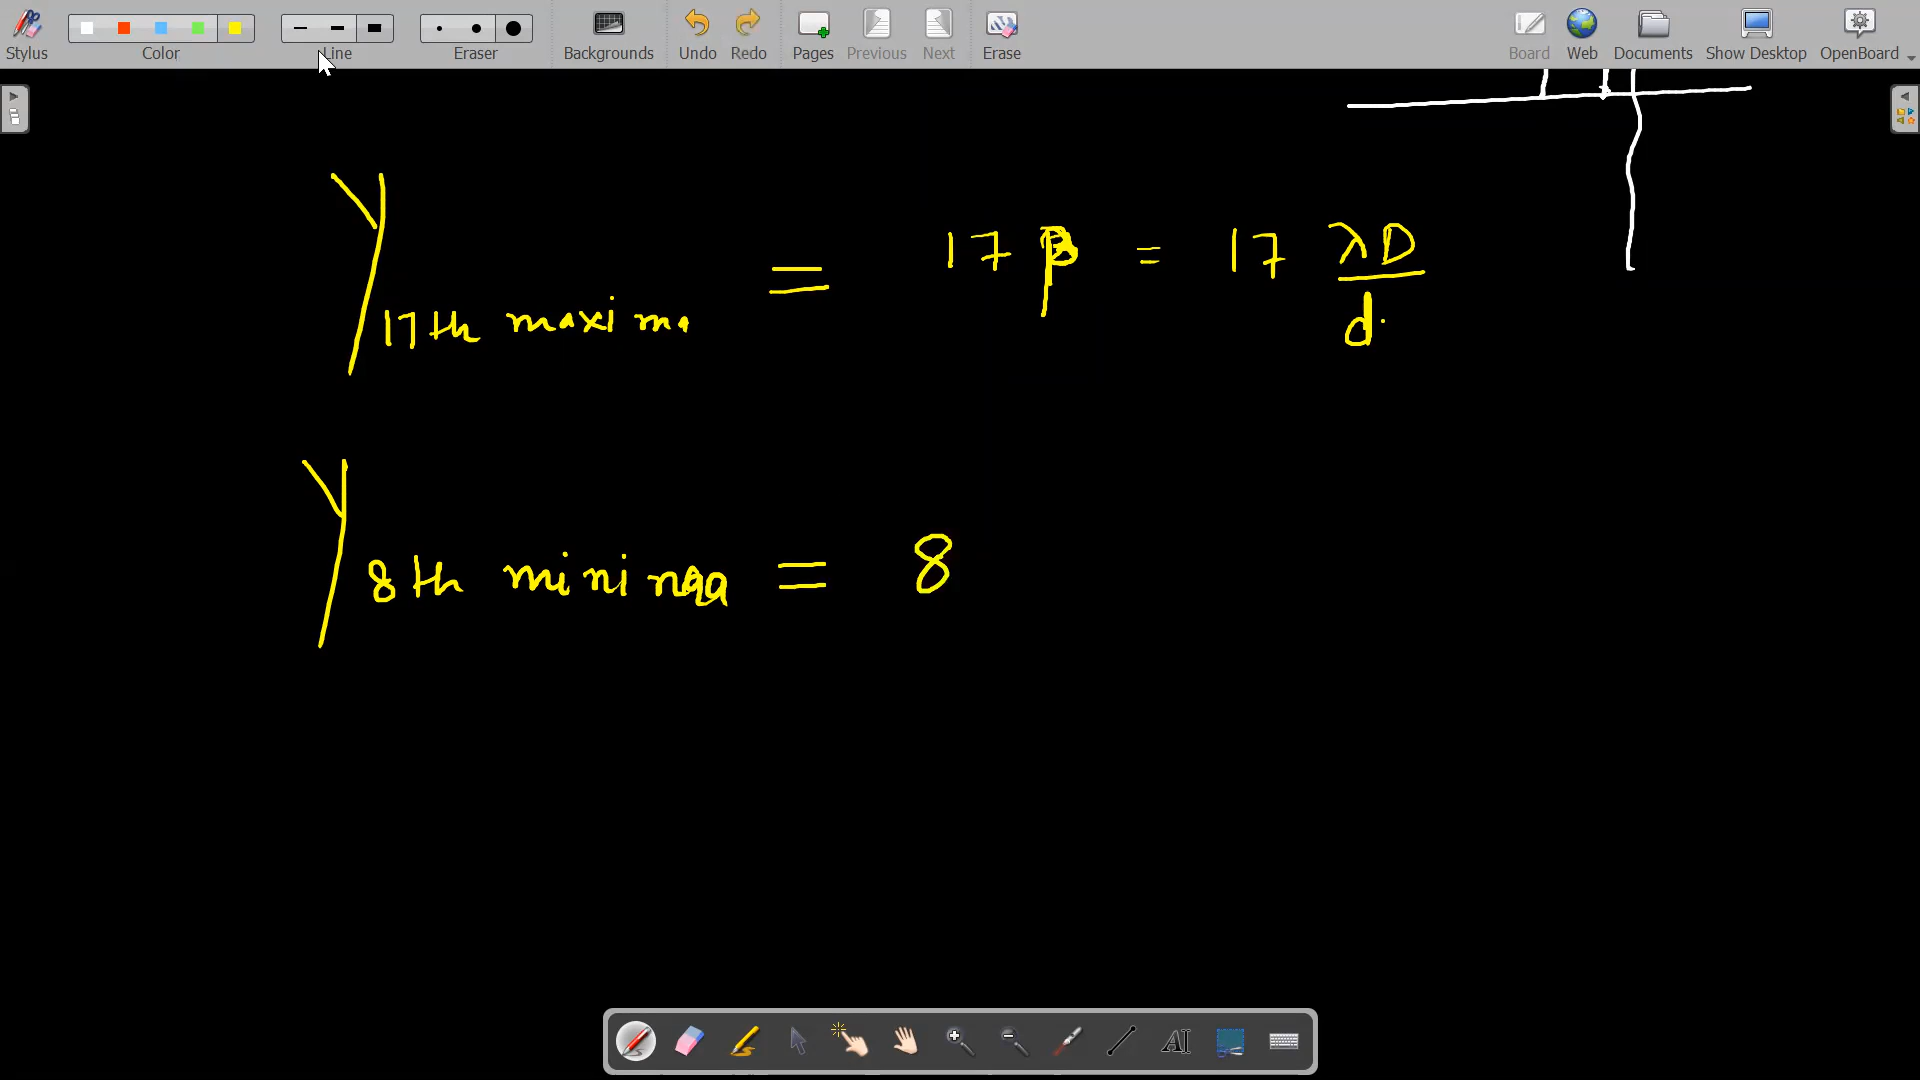 Stylus Color Line Eraser Backgrounds Undo Redo Pages Previous Next Erase Board Web Documents Show Desktop OpenBoard
y 17th maxima = 17 β = 17 λD / d
y 8th minima = 8
AI